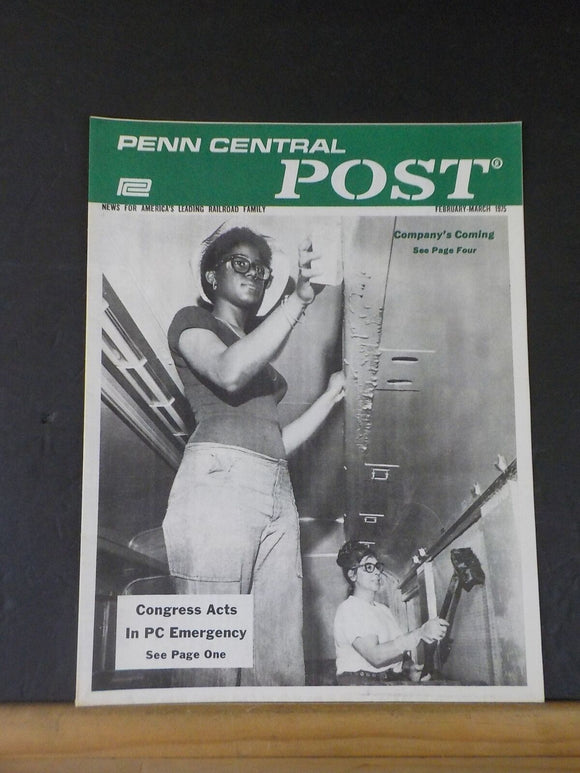 PENN CENTRAL
POST®
NEWS FOR AMERICA'S LEADING RAILROAD FAMILY FEBRUARY-MARCH 1975
Company's Coming
See Page Four
Congress Acts
In PC Emergency
See Page One